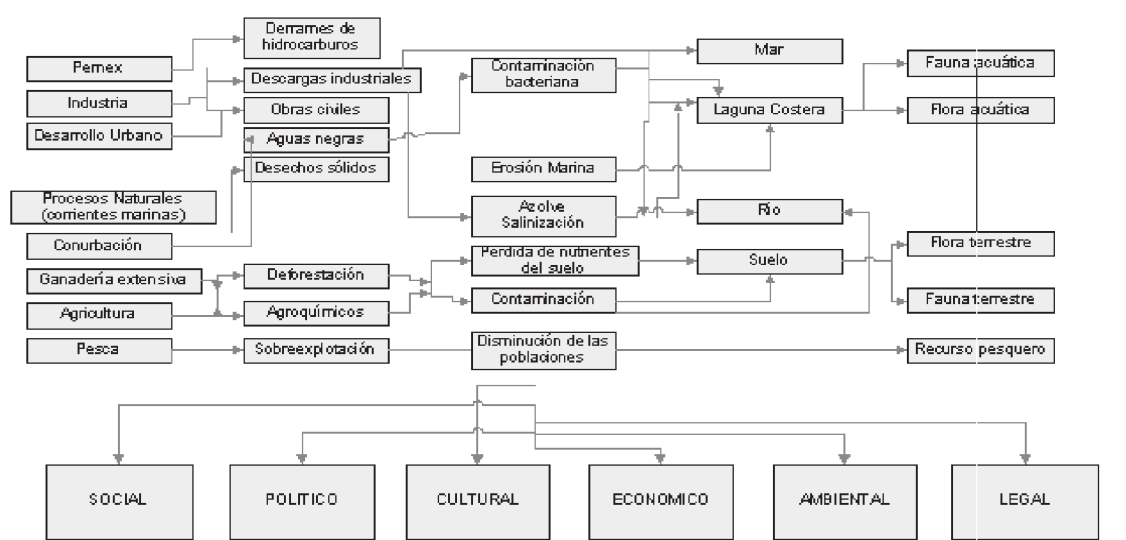 Derrames de
hidrocarburos
Pemex
Descargas industriales
Industria
Obras civiles
Desarrollo Urbano
Aguas negras
Desechos sólidos
Procesos Naturales
(corrientes marinas)
Conurbación
Ganadería extensiva
Deforestación
Agricultura
Agroquímicos
Pesca
Sobreexplotación
Contaminación
bacteriana
Erosión Marina
Azolve
Salinización
Perdida de nutrientes
del suelo
Contaminación
Disminución de las
poblaciones
Mar
Laguna Costera
Río
Suelo
Fauna acuática
Flora acuática
Flora terrestre
Fauna terrestre
Recurso pesquero
SOCIAL
POLITICO
CULTURAL
ECONOMICO
AMBIENTAL
LEGAL